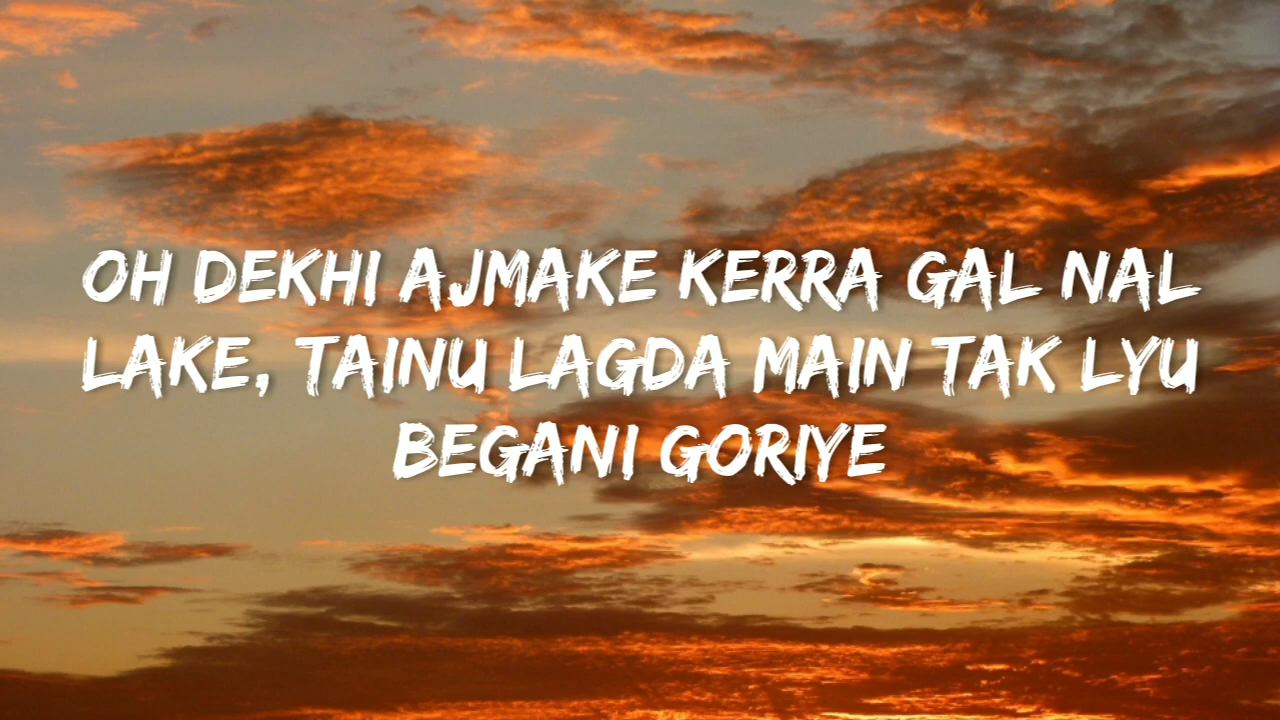 OH DEKHI AJMAKE KERRA GAL NAL
LAKE, TAINU LAGDA MAIN TAK LYU
BEGANI GORIYE